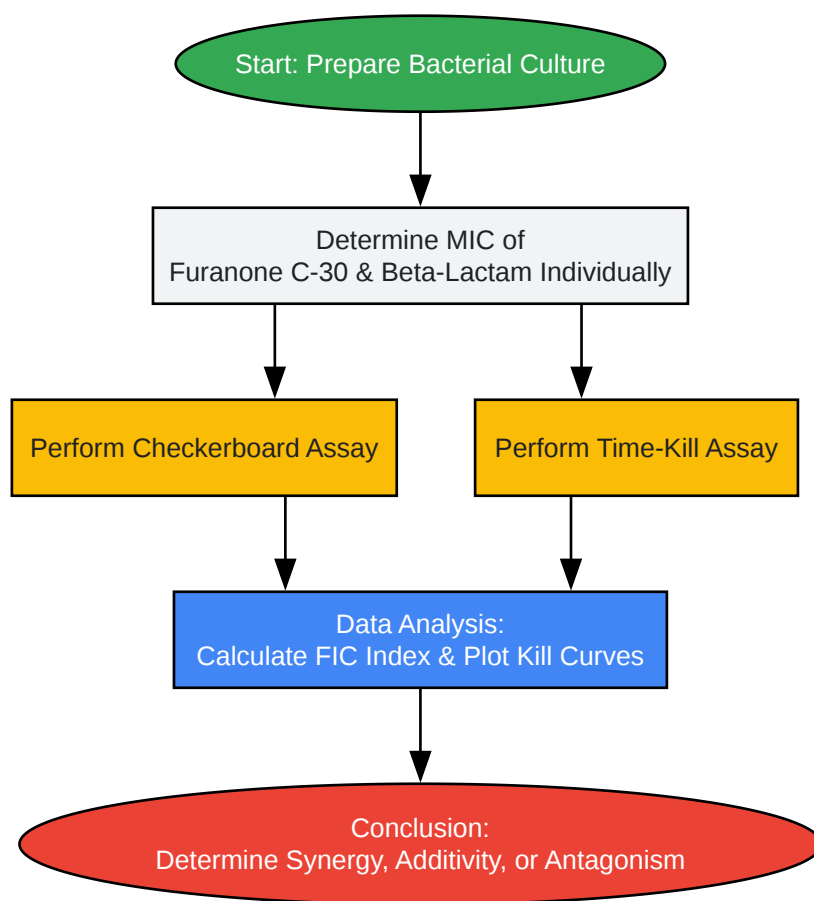 Start: Prepare Bacterial Culture
Determine MIC of
Furanone C-30 & Beta-Lactam Individually
Perform Checkerboard Assay
Perform Time-Kill Assay
Data Analysis:
Calculate FIC Index & Plot Kill Curves
Conclusion:
Determine Synergy, Additivity, or Antagonism